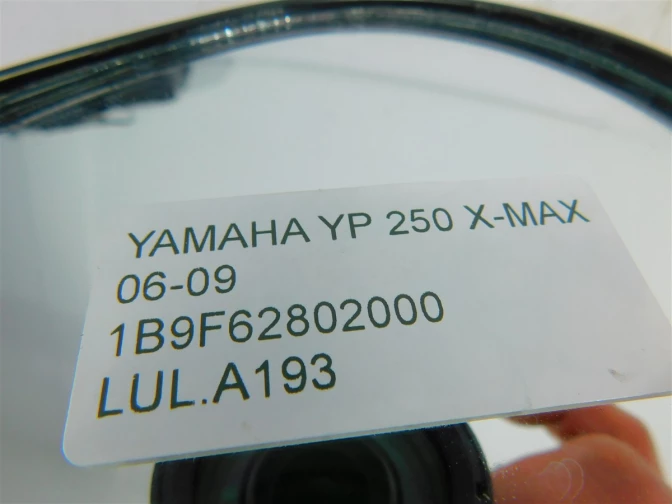 YAMAHA YP 250 X-MAX
06-09
1B9F62802000
LUL.A193